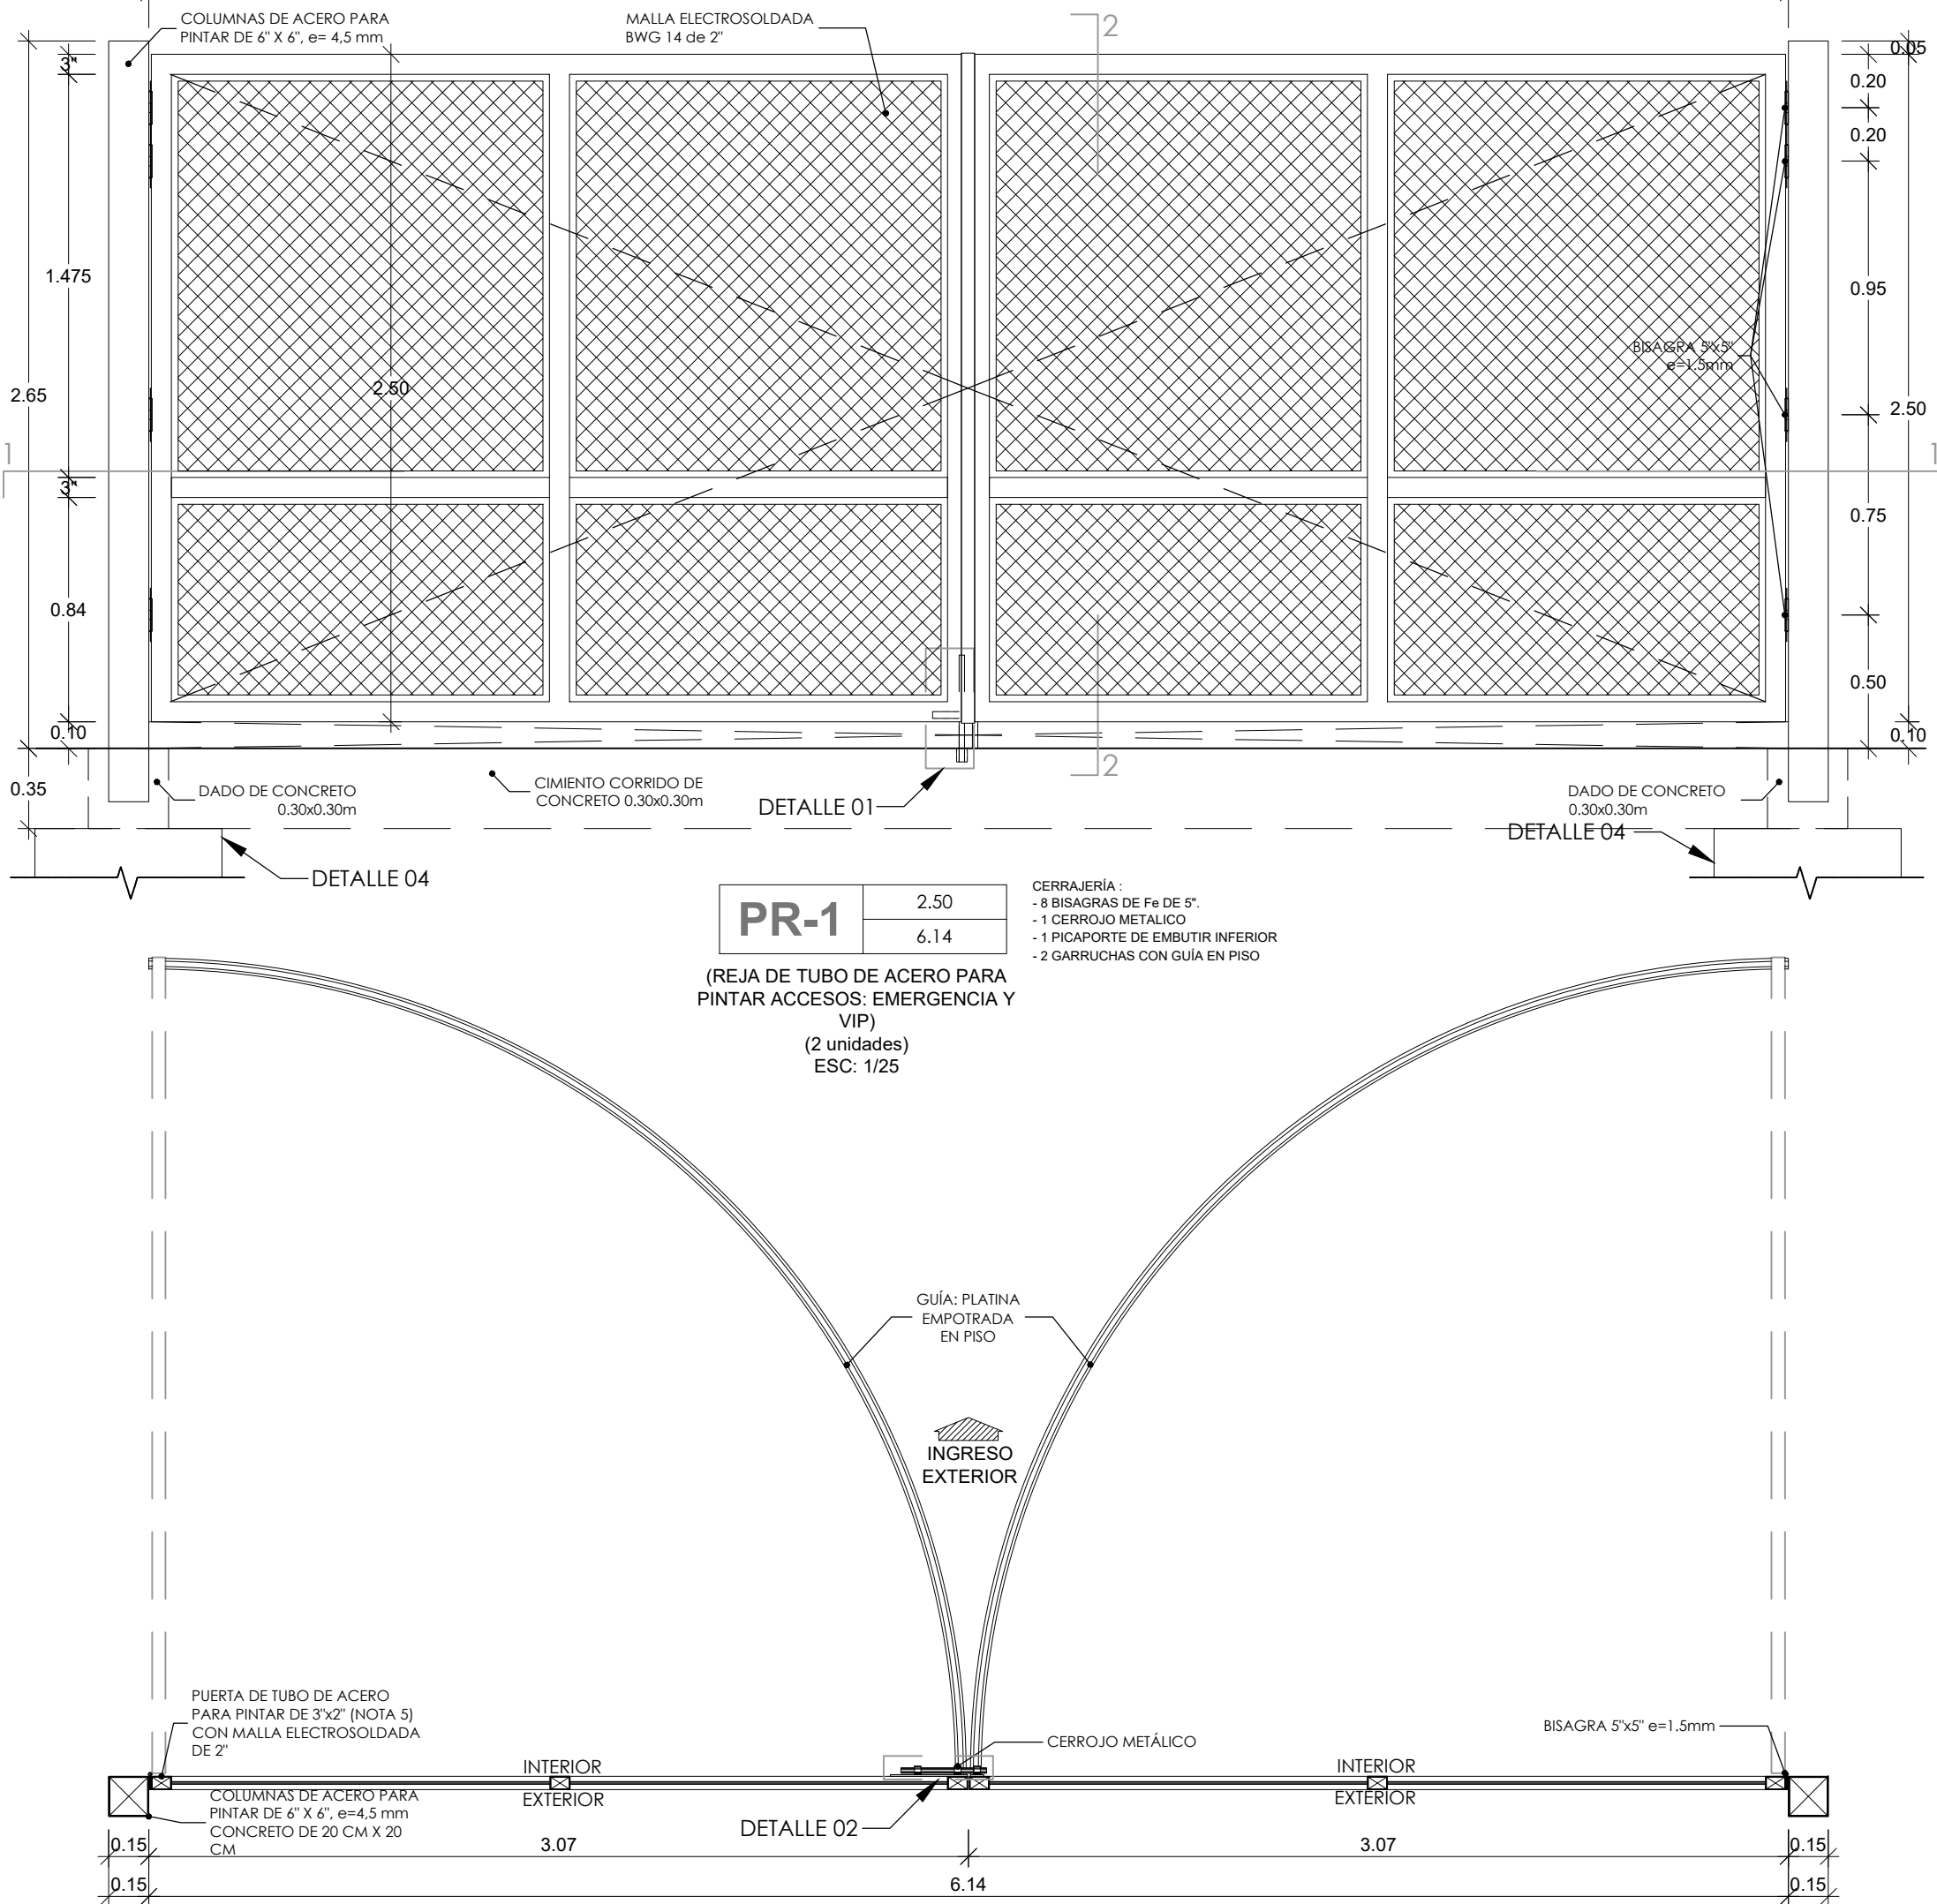 COLUMNAS DE ACERO PARA
PINTAR DE 6" X 6", e= 4,5 mm
MALLA ELECTROSOLDADA
BWG 14 de 2"
2
0.05
3"
0.20
0.20
1.475
0.95
BISAGRA 5"x5"
e=1.5mm
2.65
2.50
2.50
1
1
3"
0.75
0.84
0.50
0.10
0.10
2
0.35
DADO DE CONCRETO
0.30x0.30m
CIMIENTO CORRIDO DE
CONCRETO 0.30x0.30m
DETALLE 01
DADO DE CONCRETO
0.30x0.30m
DETALLE 04
DETALLE 04
PR-1
2.50
6.14
CERRAJERÍA :
- 8 BISAGRAS DE Fe DE 5".
- 1 CERROJO METALICO
- 1 PICAPORTE DE EMBUTIR INFERIOR
- 2 GARRUCHAS CON GUÍA EN PISO
(REJA DE TUBO DE ACERO PARA
PINTAR ACCESOS: EMERGENCIA Y
VIP)
(2 unidades)
ESC: 1/25
GUÍA: PLATINA
EMPOTRADA
EN PISO
INGRESO
EXTERIOR
PUERTA DE TUBO DE ACERO
PARA PINTAR DE 3"x2" (NOTA 5)
CON MALLA ELECTROSOLDADA
DE 2"
CERROJO METÁLICO
BISAGRA 5"x5" e=1.5mm
INTERIOR
EXTERIOR
INTERIOR
EXTERIOR
COLUMNAS DE ACERO PARA
PINTAR DE 6" X 6", e=4,5 mm
CONCRETO DE 20 CM X 20
CM
DETALLE 02
0.15
3.07
3.07
0.15
0.15
6.14
0.15